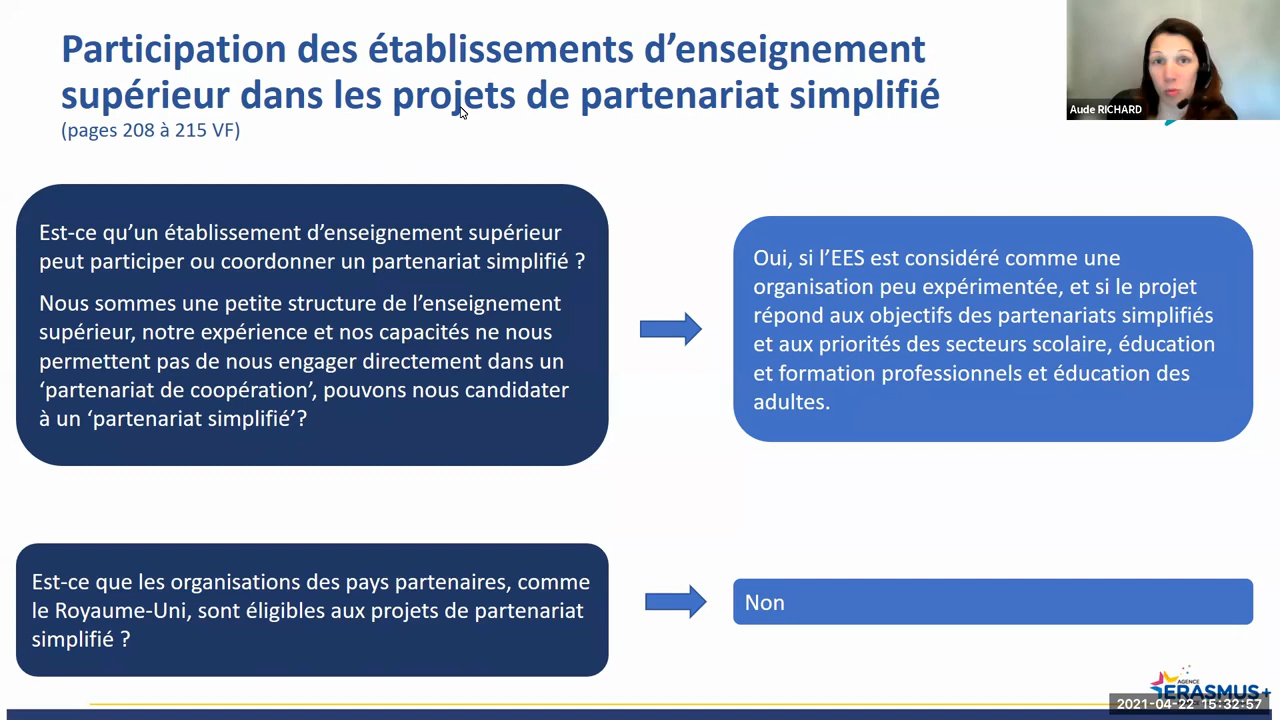 Participation des établissements d’enseignement
supérieur dans les projets de partenariat simplifié
(pages 208 à 215 VF)
Aude RICHARD
Est-ce qu’un établissement d’enseignement supérieur
peut participer ou coordonner un partenariat simplifié ?
Nous sommes une petite structure de l’enseignement
supérieur, notre expérience et nos capacités ne nous
permettent pas de nous engager directement dans un
‘partenariat de coopération’, pouvons nous candidater
à un ‘partenariat simplifié’?
Oui, si l’EES est considéré comme une
organisation peu expérimentée, et si le projet
répond aux objectifs des partenariats simplifiés
et aux priorités des secteurs scolaire, éducation
et formation professionnels et éducation des
adultes.
Est-ce que les organisations des pays partenaires, comme
le Royaume-Uni, sont éligibles aux projets de partenariat
simplifié ?
Non
AGENCE
ERASMUS+
2021-04-22 15:32:57